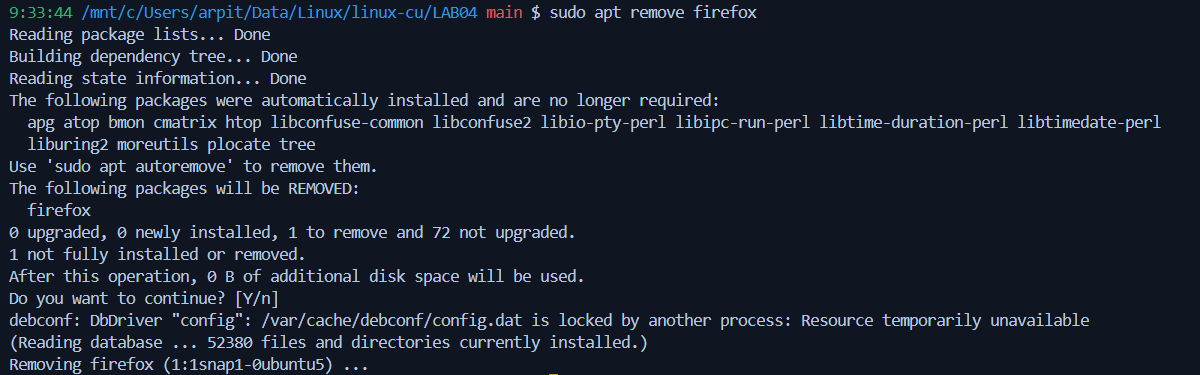 9:33:44 /mnt/c/Users/arpit/Data/Linux/linux-cu/LAB04 main $ sudo apt remove firefox
Reading package lists... Done
Building dependency tree... Done
Reading state information... Done
The following packages were automatically installed and are no longer required:
  apg atop bmon cmatrix htop libconfuse-common libconfuse2 libio-pty-perl libipc-run-perl libtime-duration-perl libtimedate-perl
  liburing2 moreutils plocate tree
Use 'sudo apt autoremove' to remove them.
The following packages will be REMOVED:
  firefox
0 upgraded, 0 newly installed, 1 to remove and 72 not upgraded.
1 not fully installed or removed.
After this operation, 0 B of additional disk space will be used.
Do you want to continue? [Y/n]
debconf: DbDriver "config": /var/cache/debconf/config.dat is locked by another process: Resource temporarily unavailable
(Reading database ... 52380 files and directories currently installed.)
Removing firefox (1:1snap1-0ubuntu5) ...